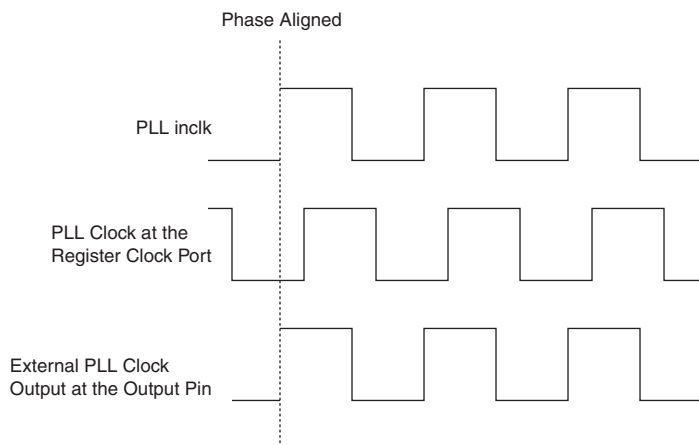 Phase Aligned
PLL inclk
PLL Clock at the
Register Clock Port
External PLL Clock
Output at the Output Pin